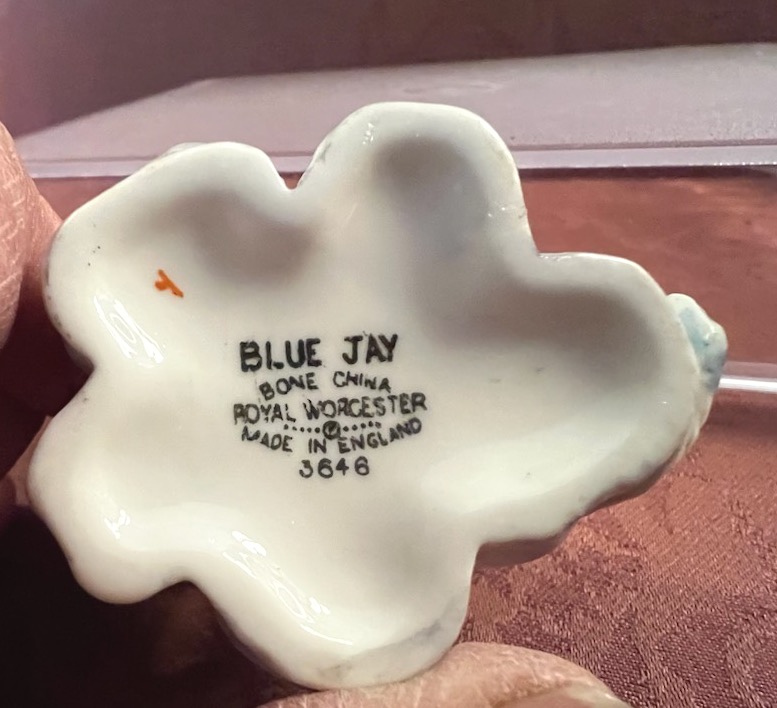 BLUE JAY
BONE CHINA
ROYAL WORCESTER
MADE IN ENGLAND
3646